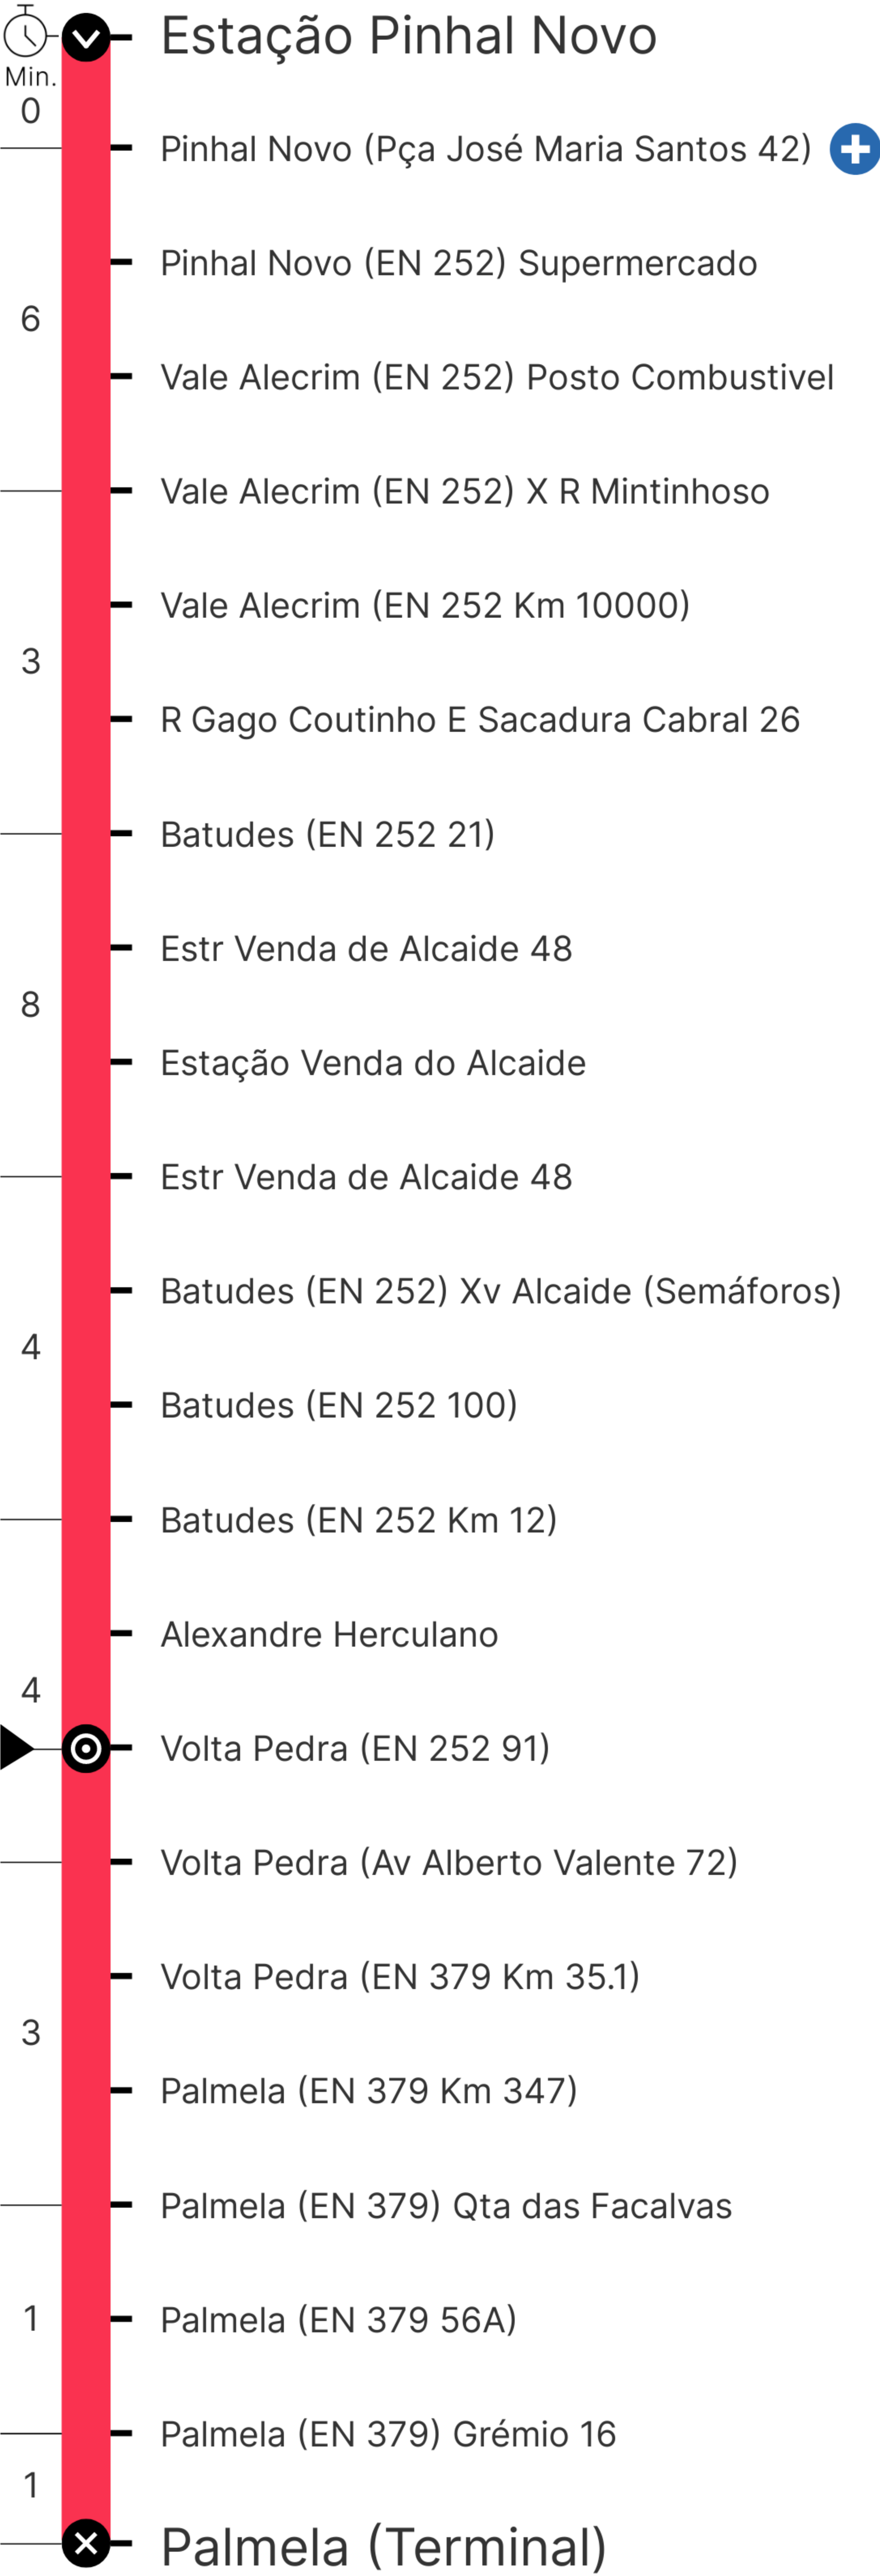 Estação Pinhal Novo
Min.
0
Pinhal Novo (Pça José Maria Santos 42)
Pinhal Novo (EN 252) Supermercado
6
Vale Alecrim (EN 252) Posto Combustivel
Vale Alecrim (EN 252) X R Mintinhoso
Vale Alecrim (EN 252 Km 10000)
3
R Gago Coutinho E Sacadura Cabral 26
Batudes (EN 252 21)
Estr Venda de Alcaide 48
8
Estação Venda do Alcaide
Estr Venda de Alcaide 48
Batudes (EN 252) Xv Alcaide (Semáforos)
4
Batudes (EN 252 100)
Batudes (EN 252 Km 12)
Alexandre Herculano
4
Volta Pedra (EN 252 91)
Volta Pedra (Av Alberto Valente 72)
Volta Pedra (EN 379 Km 35.1)
3
Palmela (EN 379 Km 347)
Palmela (EN 379) Qta das Facalvas
1
Palmela (EN 379 56A)
Palmela (EN 379) Grémio 16
1
Palmela (Terminal)